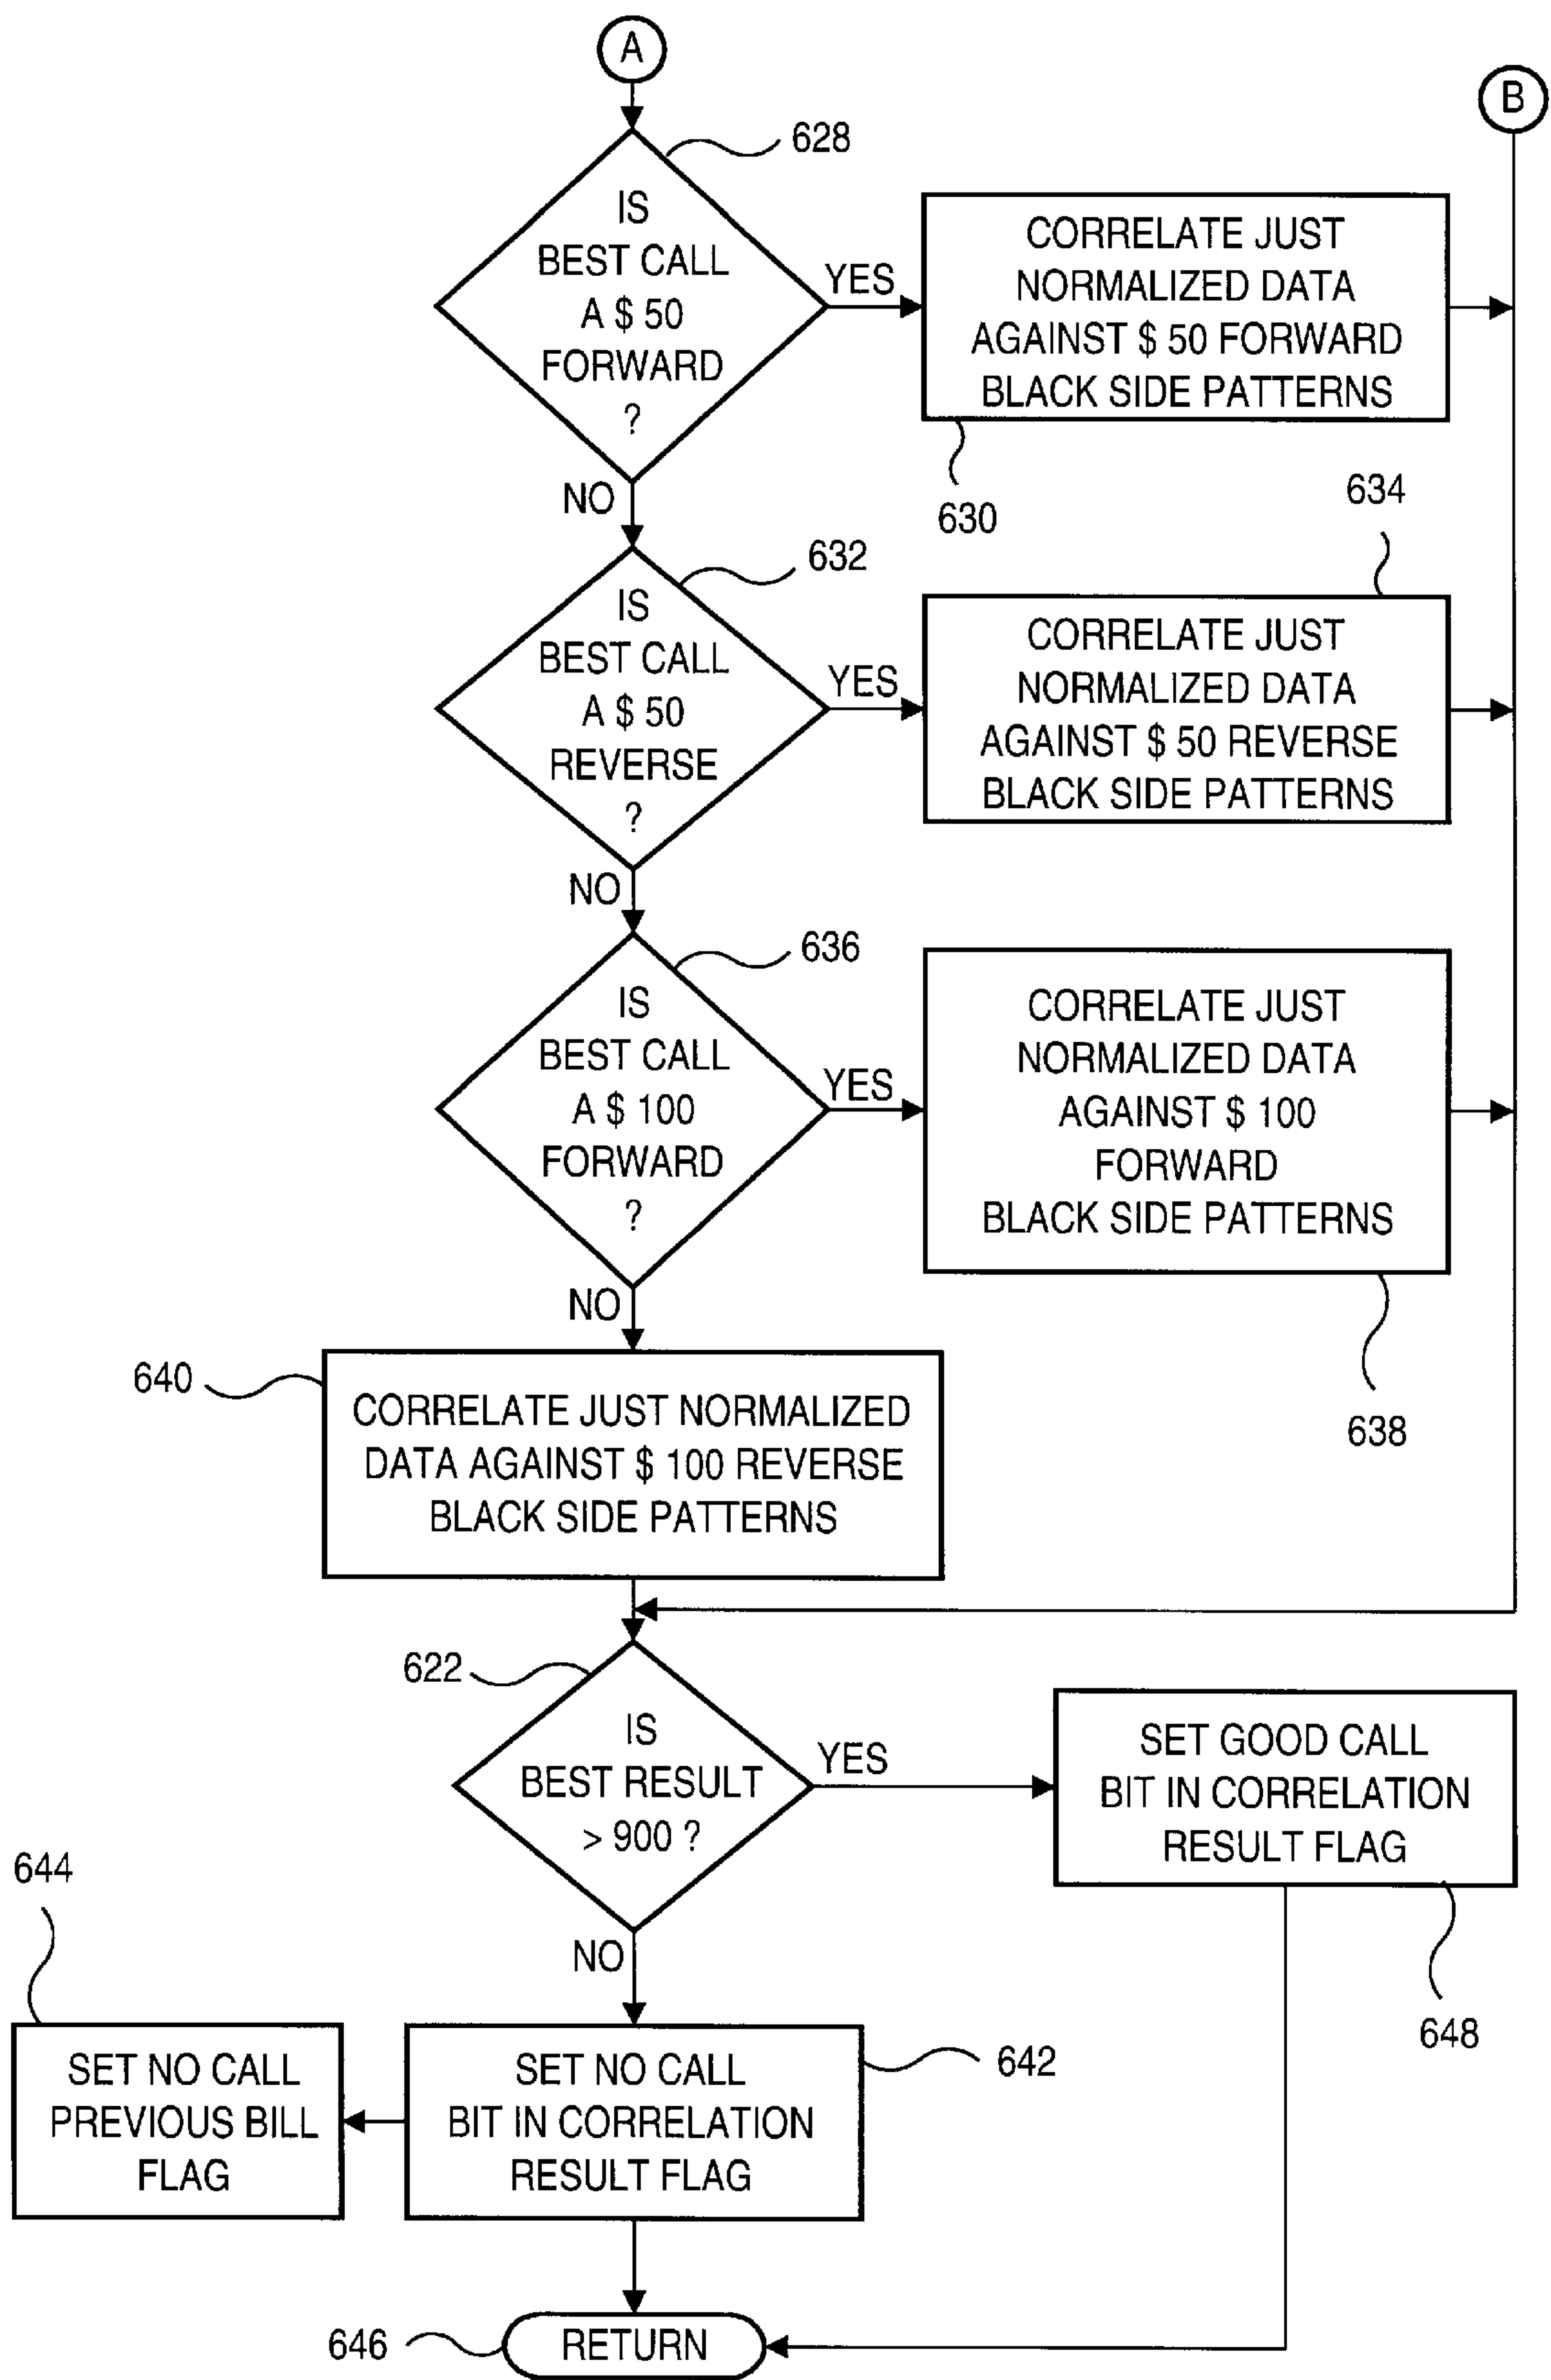 A
B
628
IS
BEST CALL
A $ 50
FORWARD
?
YES
CORRELATE JUST
NORMALIZED DATA
AGAINST $ 50 FORWARD
BLACK SIDE PATTERNS
630
NO
632
IS
BEST CALL
A $ 50
REVERSE
?
YES
634
CORRELATE JUST
NORMALIZED DATA
AGAINST $ 50 REVERSE
BLACK SIDE PATTERNS
NO
636
IS
BEST CALL
A $ 100
FORWARD
?
YES
CORRELATE JUST
NORMALIZED DATA
AGAINST $ 100
FORWARD
BLACK SIDE PATTERNS
638
NO
640
CORRELATE JUST NORMALIZED
DATA AGAINST $ 100 REVERSE
BLACK SIDE PATTERNS
622
IS
BEST RESULT
> 900 ?
YES
SET GOOD CALL
BIT IN CORRELATION
RESULT FLAG
648
NO
644
SET NO CALL
PREVIOUS BILL
FLAG
SET NO CALL
BIT IN CORRELATION
RESULT FLAG
642
646
RETURN